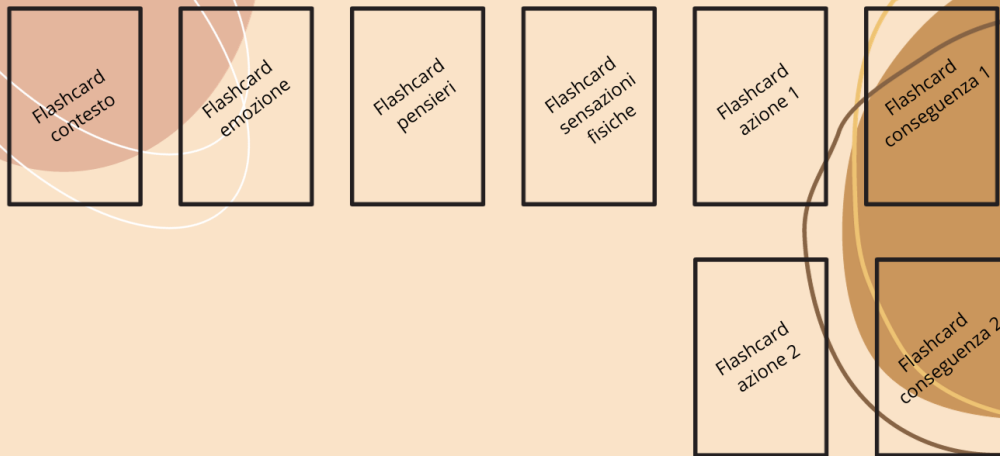 Flashcard
contesto
Flashcard
emozione
Flashcard
pensieri
Flashcard
sensazioni
fisiche
Flashcard
azione 1
Flashcard
conseguenza 1
Flashcard
azione 2
Flashcard
conseguenza 2